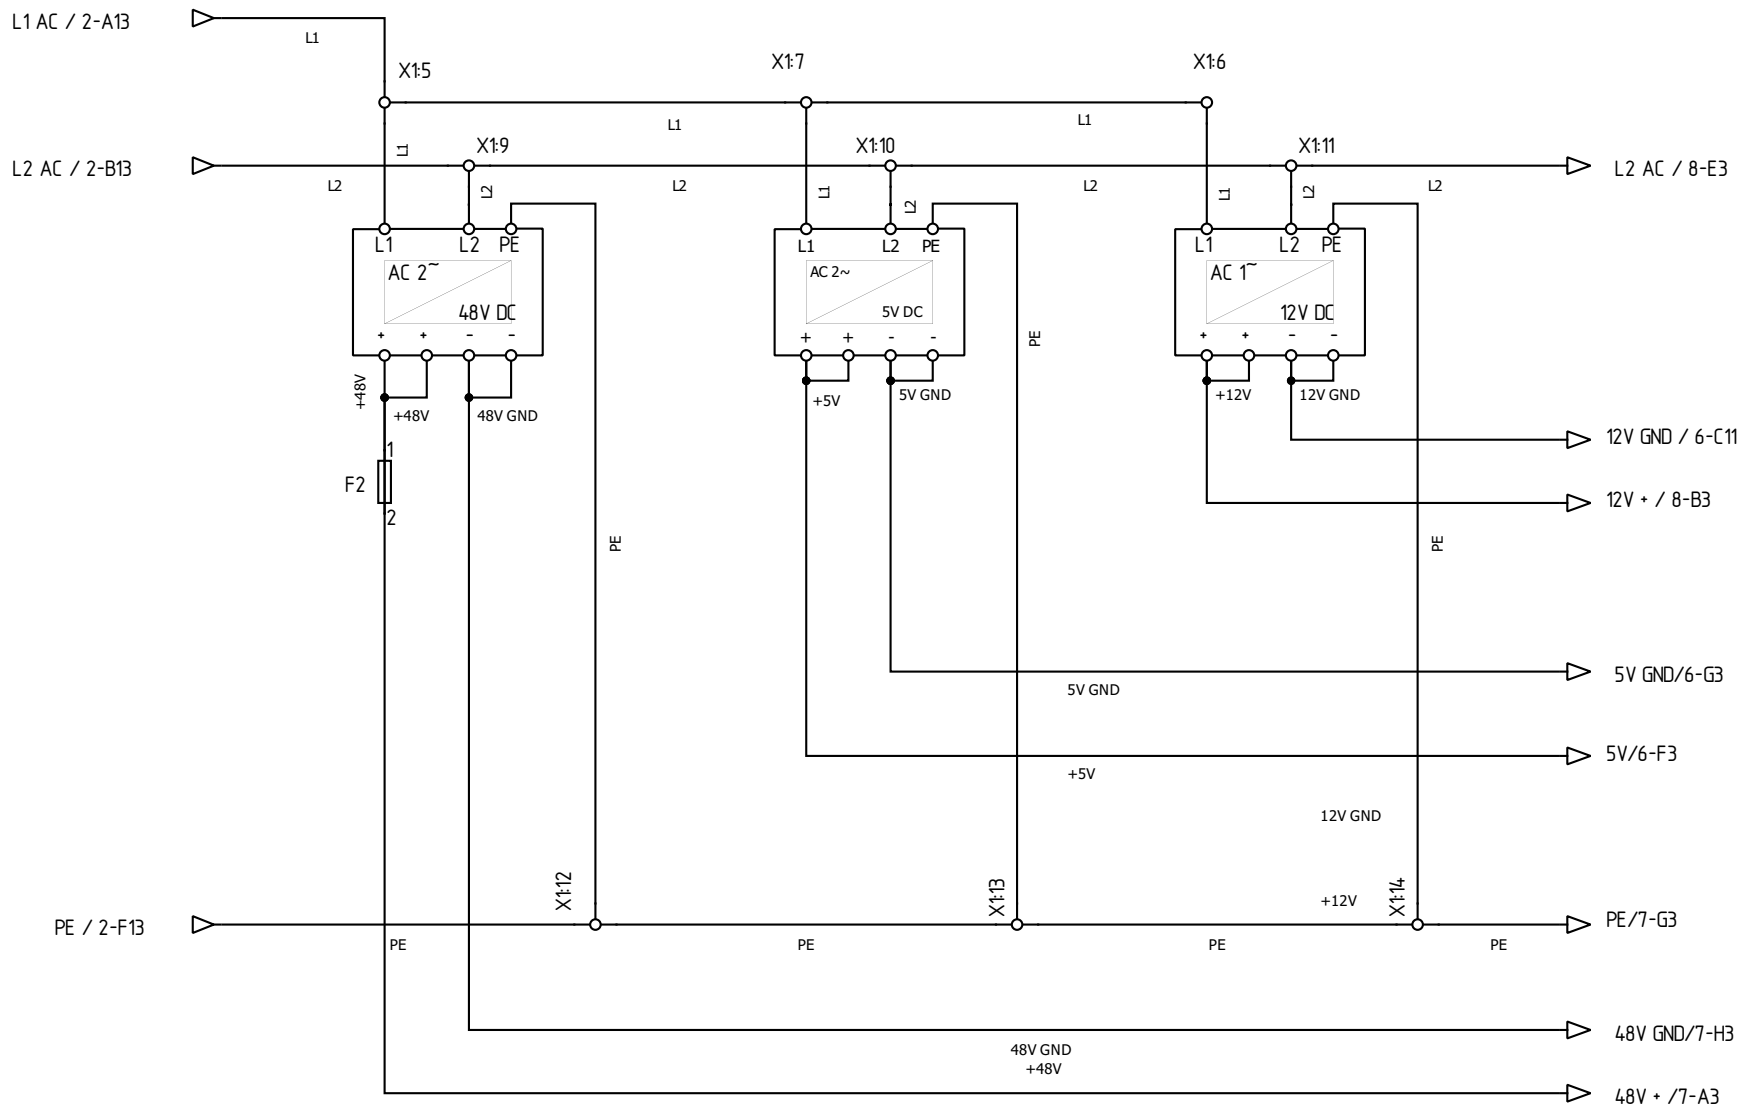 L1 AC / 2-A13
L1
X1:5
X1:7
X1:6
L1
L1
L2 AC / 2-B13
L1
X1:9
X1:10
X1:11
L2 AC / 8-E3
L2
L2
L2
L1
L2
L2
L1
L2
L2
L1
L2
PE
L1
L2
PE
L1
L2
PE
AC 2~
48V DC
AC 2~
5V DC
AC 1~
12V DC
+
+
-
-
+
+
-
-
+
+
-
-
+48V
+48V
48V GND
+5V
5V GND
+12V
12V GND
PE
1
F2
2
12V GND / 6-C11
12V + / 8-B3
PE
PE
5V GND/6-G3
5V GND
5V/6-F3
+5V
12V GND
X1:12
X1:13
+12V
X1:14
PE / 2-F13
PE/7-G3
PE
PE
PE
PE
48V GND/7-H3
48V GND
+48V
48V + /7-A3